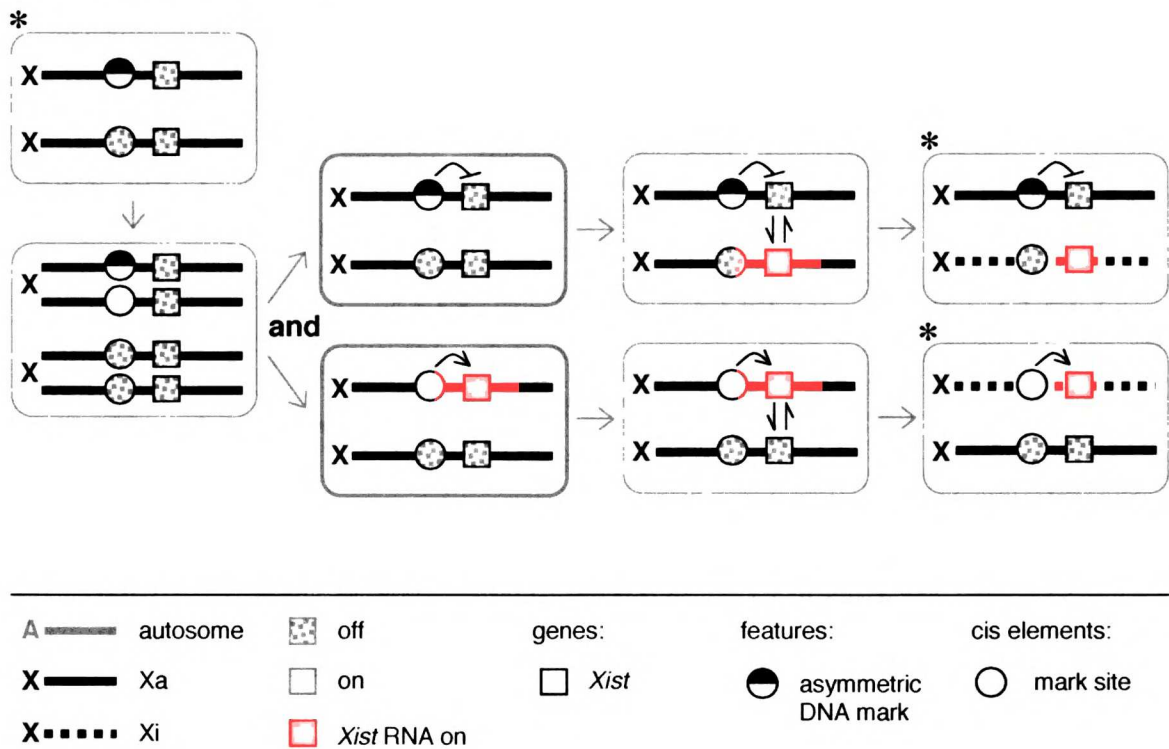 *
X
X
X
X
and
X
X
X
X
X
X
X
X
*
X
X
*
X
X
A autosome off genes: features: cis elements:
X Xa on Xist asymmetric DNA mark mark site
X Xi Xist RNA on